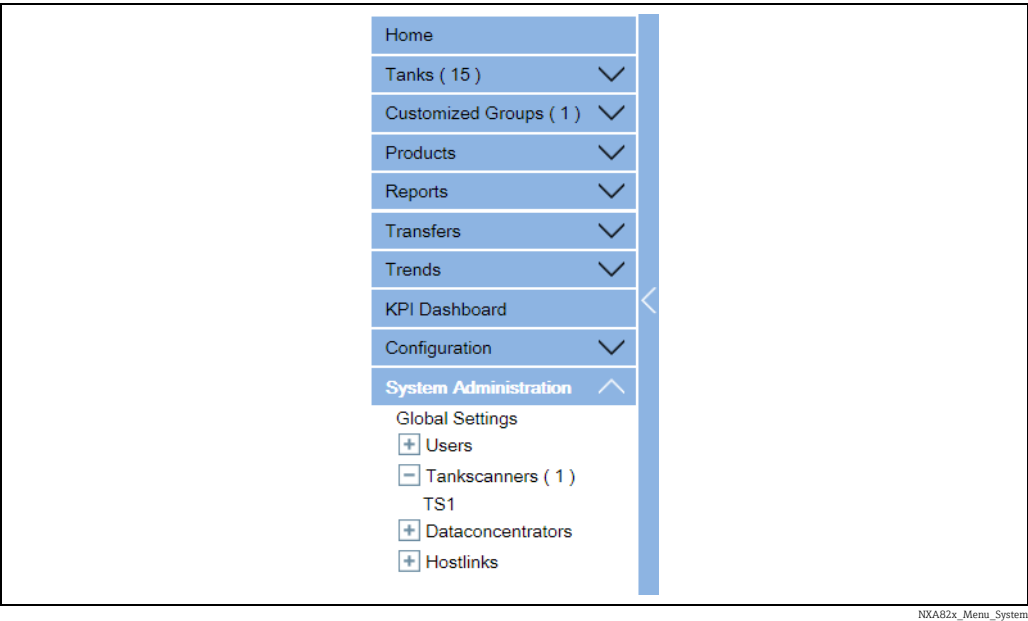 Home
Tanks ( 15 )
Customized Groups ( 1 )
Products
Reports
Transfers
Trends
KPI Dashboard
Configuration
System Administration
Global Settings
Users
Tankscanners ( 1 )
TS1
Dataconcentrators
Hostlinks
NXA82x_Menu_System